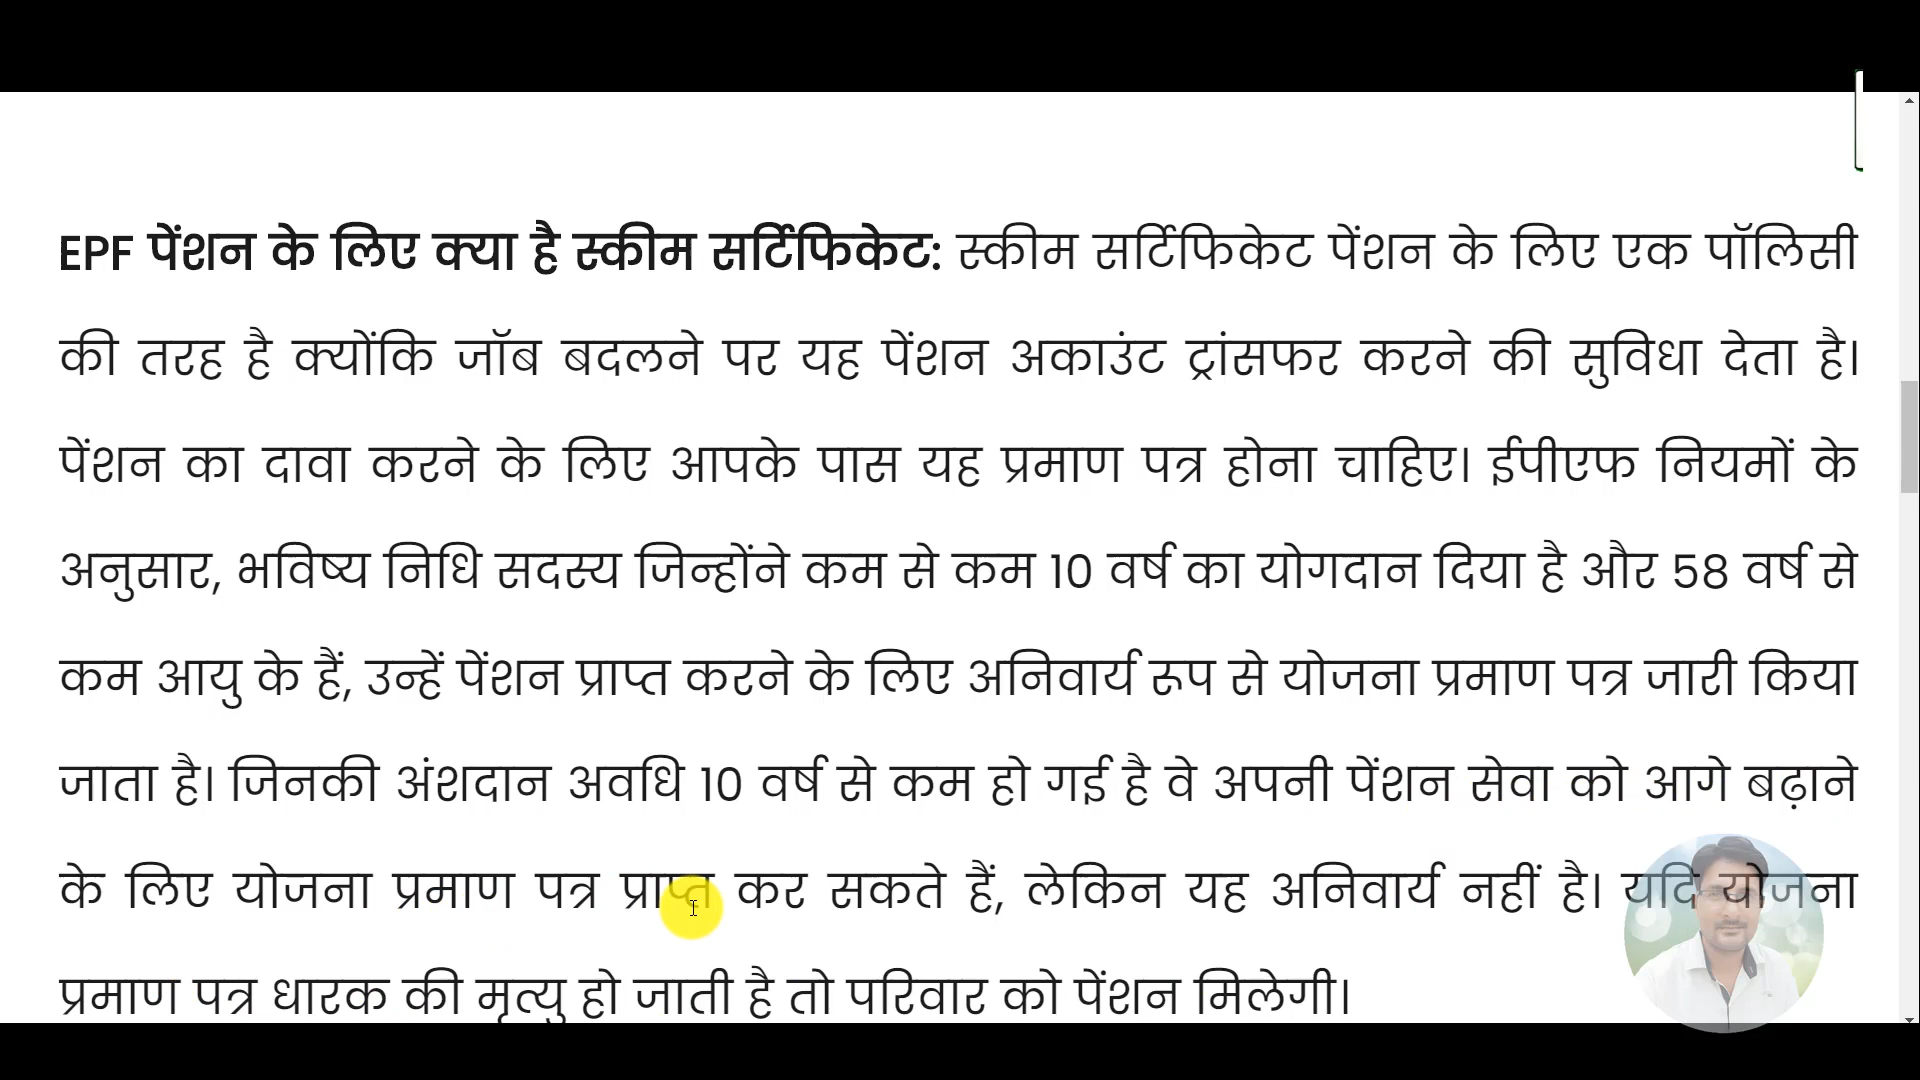 EPF पेंशन के लिए क्या है स्कीम सर्टिफिकेट: स्कीम सर्टिफिकेट पेंशन के लिए एक पॉलिसी
की तरह है क्योंकि जॉब बदलने पर यह पेंशन अकाउंट ट्रांसफर करने की सुविधा देता है।
पेंशन का दावा करने के लिए आपके पास यह प्रमाण पत्र होना चाहिए। ईपीएफ नियमों के
अनुसार, भविष्य निधि सदस्य जिन्होंने कम से कम 10 वर्ष का योगदान दिया है और 58 वर्ष से
कम आयु के हैं, उन्हें पेंशन प्राप्त करने के लिए अनिवार्य रूप से योजना प्रमाण पत्र जारी किया
जाता है। जिनकी अंशदान अवधि 10 वर्ष से कम हो गई है वे अपनी पेंशन सेवा को आगे बढ़ाने
के लिए योजना प्रमाण पत्र प्राप्त कर सकते हैं, लेकिन यह अनिवार्य नहीं है। यदि योजना
प्रमाण पत्र धारक की मृत्यु हो जाती है तो परिवार को पेंशन मिलेगी।